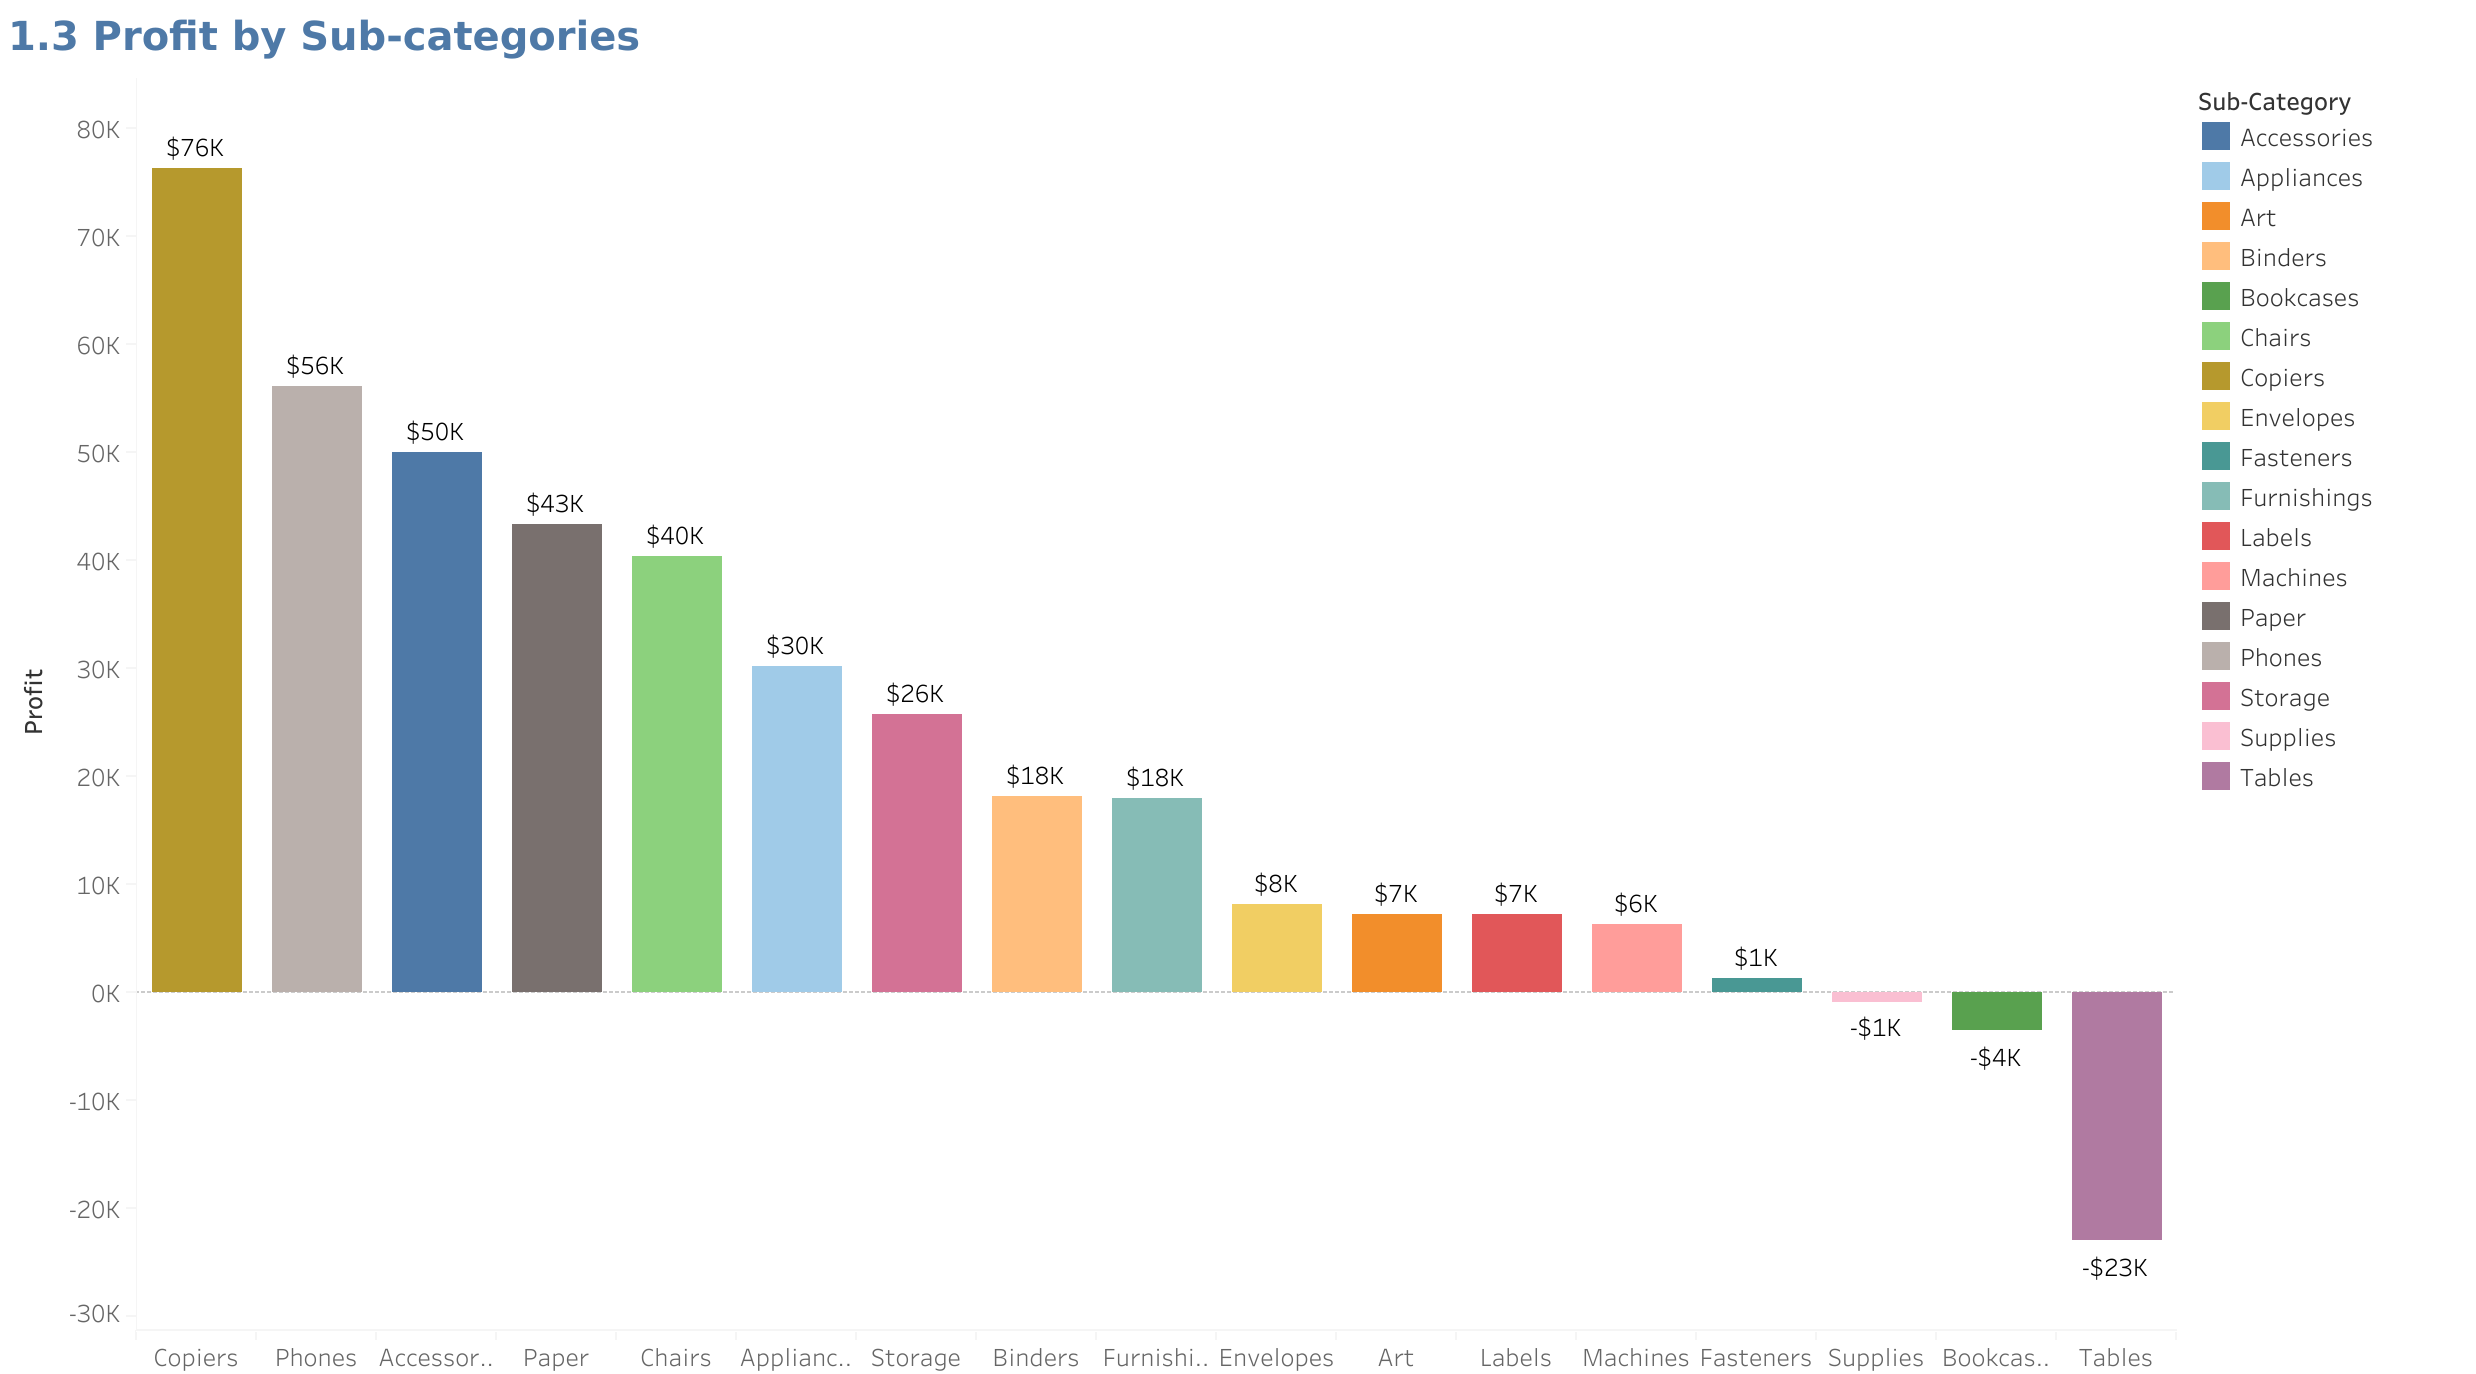 1.3 Profit by Sub-categories
Sub-Category
Accessories
Appliances
Art
Binders
Bookcases
Chairs
Copiers
Envelopes
Fasteners
Furnishings
Labels
Machines
Paper
Phones
Storage
Supplies
Tables
Profit
80K
70K
60K
50K
40K
30K
20K
10K
0K
-10K
-20K
-30K
$76K
$56K
$50K
$43K
$40K
$30K
$26K
$18K
$18K
$8K
$7K
$7K
$6K
$1K
-$1K
-$4K
-$23K
Copiers Phones Accessor.. Paper Chairs Applianc.. Storage Binders Furnishi.. Envelopes Art Labels Machines Fasteners Supplies Bookcas.. Tables